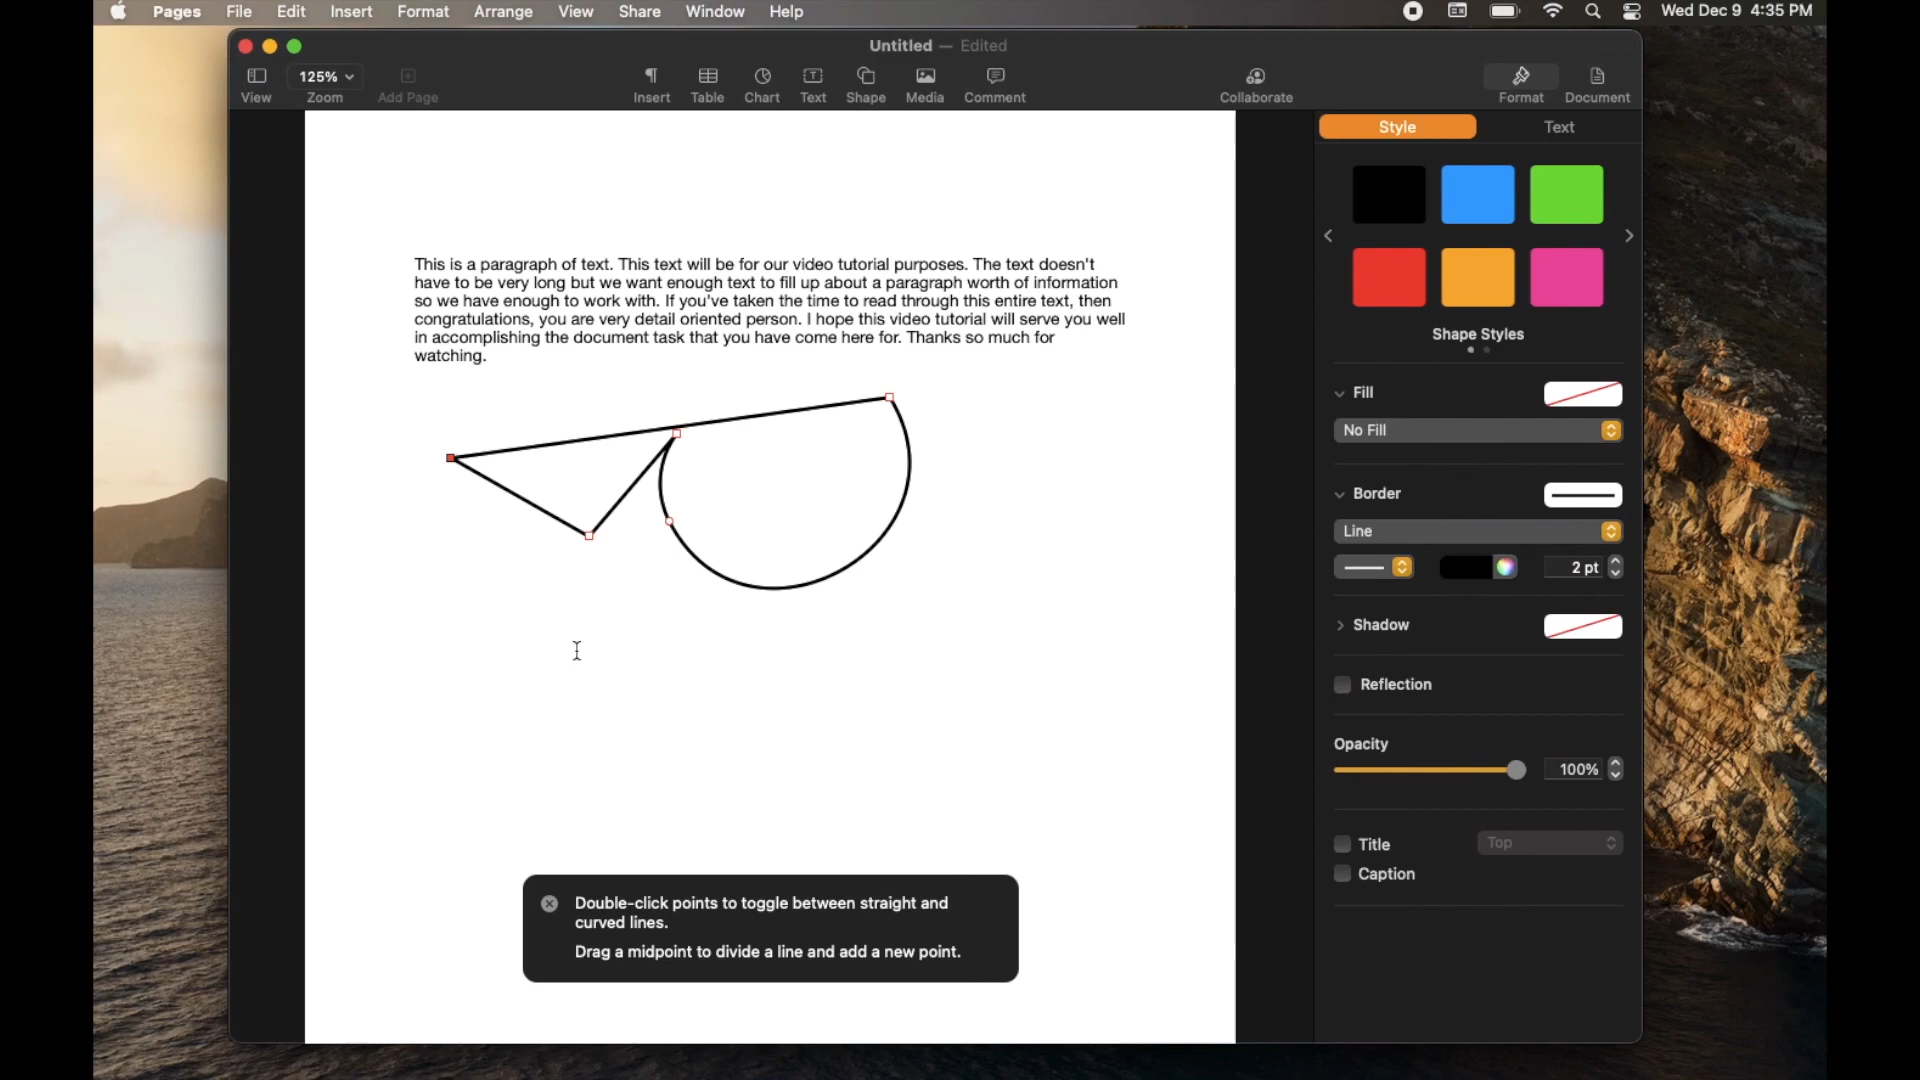 Pages File Edit Insert Format Arrange View Share Window Help Wed Dec 9 4:35 PM
Untitled — Edited
125%
View Zoom Add Page Insert Table Chart Text Shape Media Comment Collaborate Format Document
Style Text
This is a paragraph of text. This text will be for our video tutorial purposes. The text doesn't
have to be very long but we want enough text to fill up about a paragraph worth of information
so we have enough to work with. If you've taken the time to read through this entire text, then
congratulations, you are very detail oriented person. I hope this video tutorial will serve you well
in accomplishing the document task that you have come here for. Thanks so much for
watching.
Shape Styles
Fill
No Fill
Border
Line
2 pt
Shadow
Reflection
Opacity
100%
Title Top
Caption
Double-click points to toggle between straight and
curved lines.
Drag a midpoint to divide a line and add a new point.